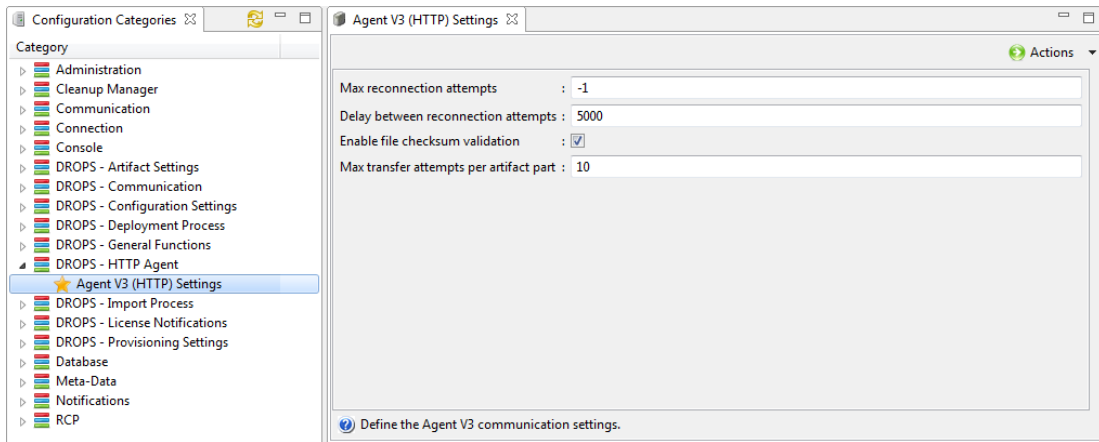 Configuration Categories
Category
Administration
Cleanup Manager
Communication
Connection
Console
DROPS - Artifact Settings
DROPS - Communication
DROPS - Configuration Settings
DROPS - Deployment Process
DROPS - General Functions
DROPS - HTTP Agent
Agent V3 (HTTP) Settings
DROPS - Import Process
DROPS - License Notifications
DROPS - Provisioning Settings
Database
Meta-Data
Notifications
RCP
Agent V3 (HTTP) Settings
Actions
Max reconnection attempts : -1
Delay between reconnection attempts : 5000
Enable file checksum validation :
Max transfer attempts per artifact part : 10
Define the Agent V3 communication settings.